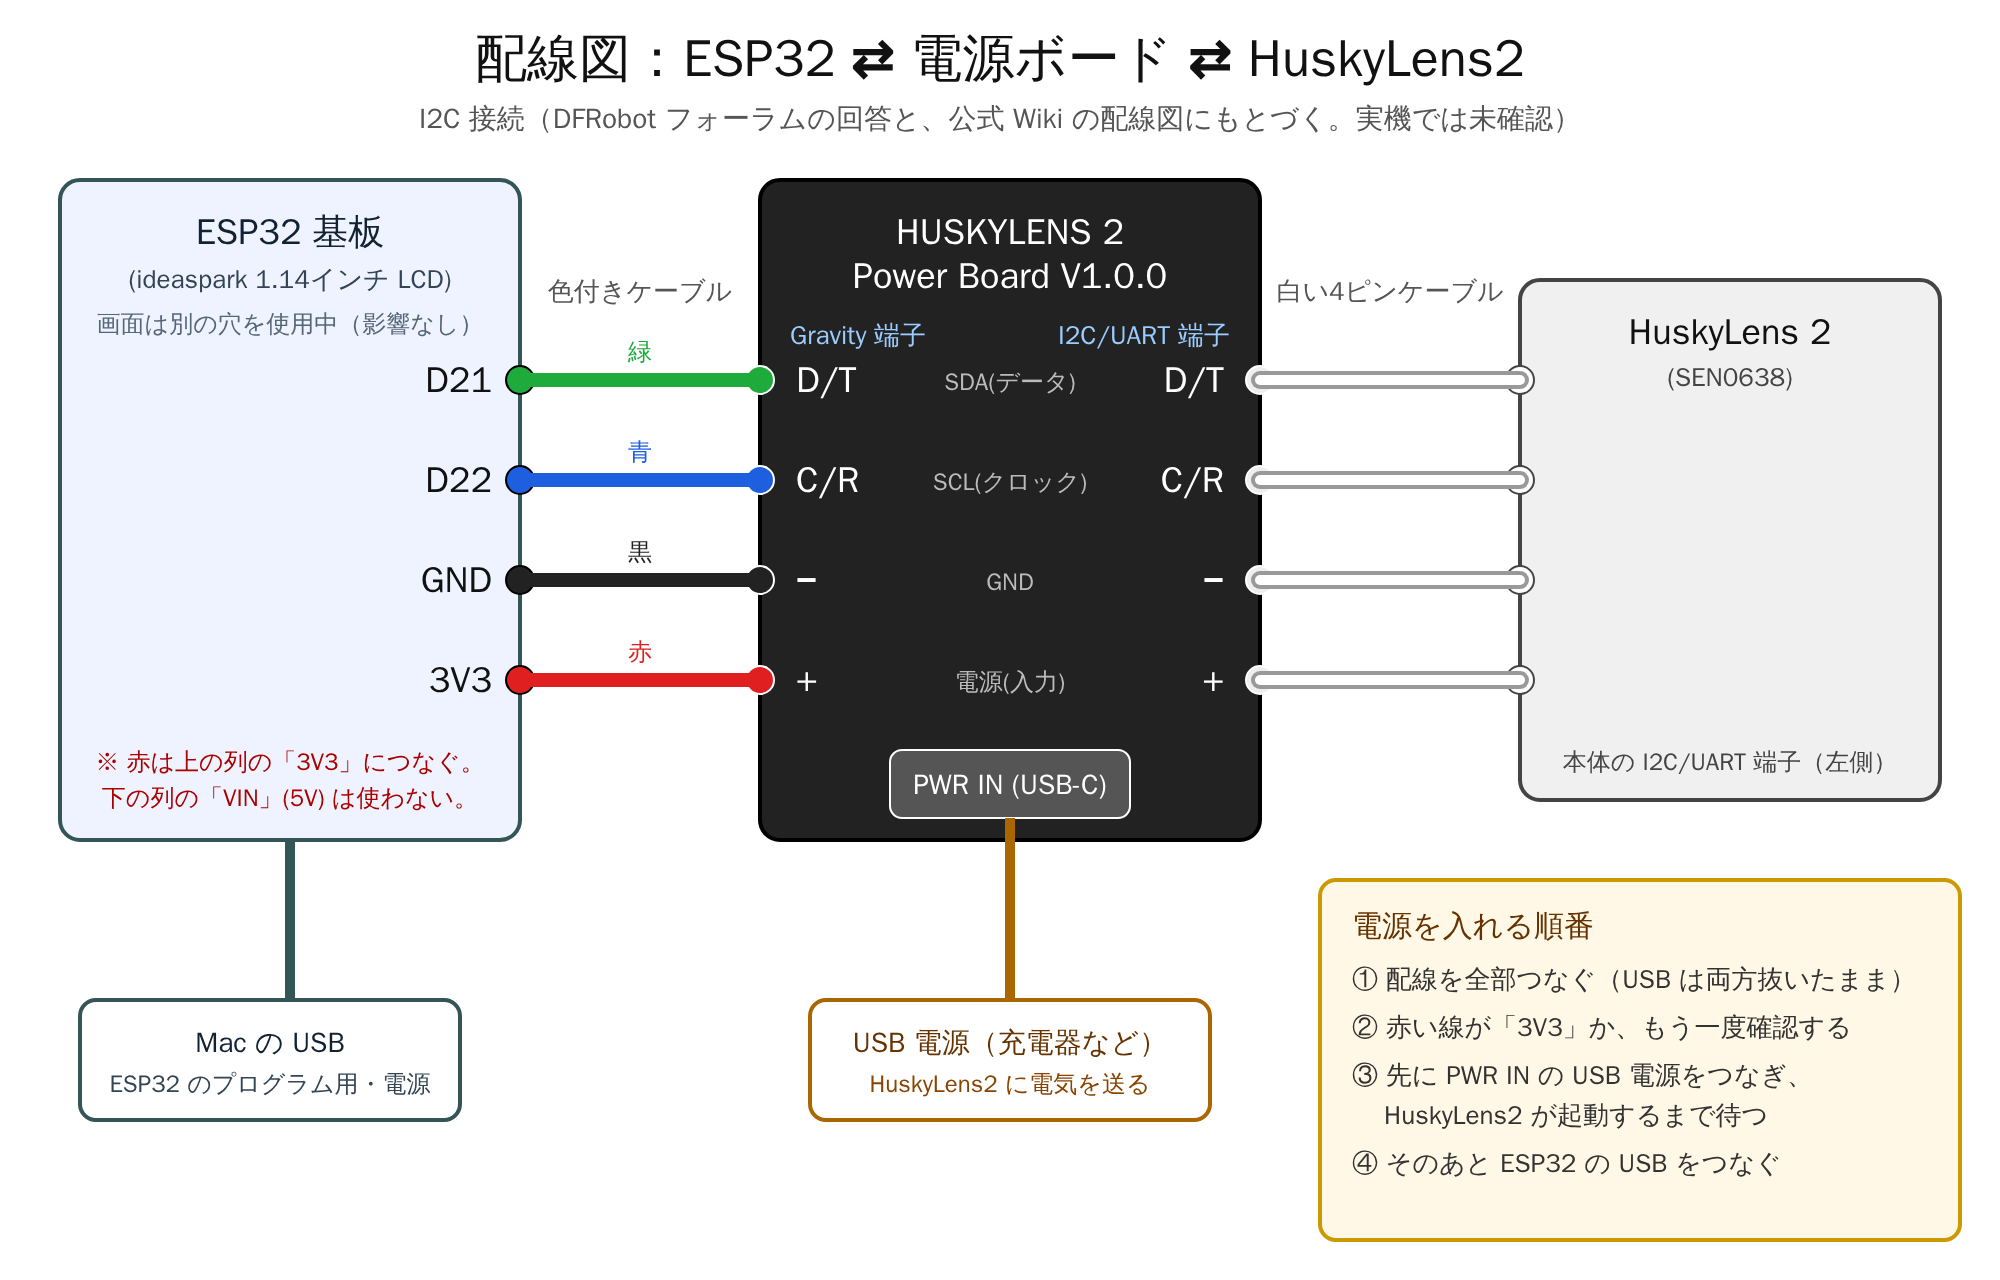 配線図：ESP32 ⇄ 電源ボード ⇄ HuskyLens2
I2C 接続（DFRobot フォーラムの回答と、公式 Wiki の配線図にもとづく。実機では未確認）
ESP32 基板
(ideaspark 1.14インチ LCD)
画面は別の穴を使用中（影響なし）
D21
D22
GND
3V3
※ 赤は上の列の「3V3」につなぐ。
下の列の「VIN」(5V) は使わない。
色付きケーブル
緑
青
黒
赤
HUSKYLENS 2
Power Board V1.0.0
Gravity 端子 I2C/UART 端子
D/T SDA(データ) D/T
C/R SCL(クロック) C/R
− GND −
+ 電源(入力) +
PWR IN (USB-C)
白い4ピンケーブル
HuskyLens 2
(SEN0638)
本体の I2C/UART 端子（左側）
Mac の USB
ESP32 のプログラム用・電源
USB 電源（充電器など）
HuskyLens2 に電気を送る
電源を入れる順番
① 配線を全部つなぐ（USB は両方抜いたまま）
② 赤い線が「3V3」か、もう一度確認する
③ 先に PWR IN の USB 電源をつなぎ、
HuskyLens2 が起動するまで待つ
④ そのあと ESP32 の USB をつなぐ